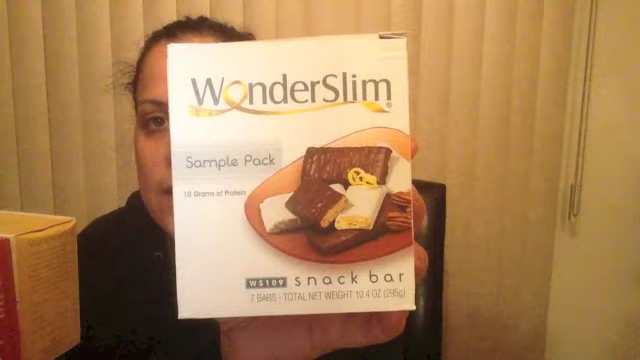 WonderSlim®
Sample Pack
10 Grams of Protein
WS109 snack bar
7 BARS - TOTAL NET WEIGHT 10.4 OZ (295g)